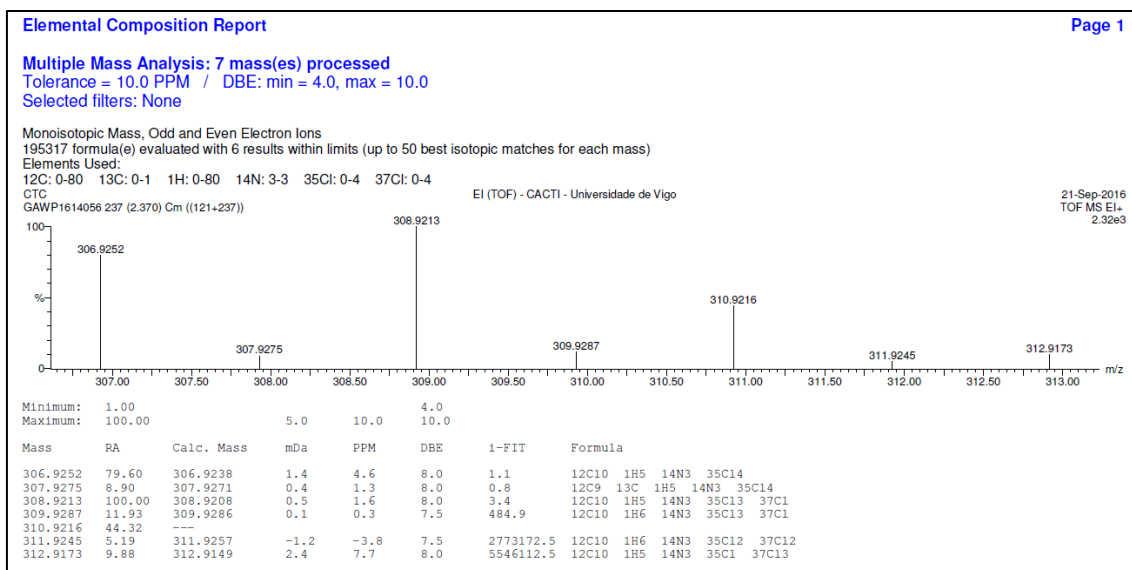 Elemental Composition Report Page 1
Multiple Mass Analysis: 7 mass(es) processed
Tolerance = 10.0 PPM / DBE: min = 4.0, max = 10.0
Selected filters: None
Monoisotopic Mass, Odd and Even Electron Ions
195317 formula(e) evaluated with 6 results within limits (up to 50 best isotopic matches for each mass)
Elements Used:
12C: 0-80 13C: 0-1 1H: 0-80 14N: 3-3 35Cl: 0-4 37Cl: 0-4
CTC EI (TOF) - CACTI - Universidade de Vigo 21-Sep-2016
GAWP1614056 237 (2.370) Cm ((121+237)) TOF MS EI+
2.32e3
100
308.9213
306.9252
%
310.9216
307.9275
309.9287
311.9245
312.9173
0
m/z
307.00 307.50 308.00 308.50 309.00 309.50 310.00 310.50 311.00 311.50 312.00 312.50 313.00
Minimum: 1.00 4.0
Maximum: 100.00 5.0 10.0 10.0
Mass RA Calc. Mass mDa PPM DBE i-FIT Formula
306.9252 79.60 306.9238 1.4 4.6 8.0 1.1 12C10 1H5 14N3 35Cl4
307.9275 8.90 307.9271 0.4 1.3 8.0 0.8 12C9 13C 1H5 14N3 35Cl4
308.9213 100.00 308.9208 0.5 1.6 8.0 3.4 12C10 1H5 14N3 35Cl3 37Cl
309.9287 11.93 309.9286 0.1 0.3 7.5 484.9 12C10 1H6 14N3 35Cl3 37Cl
310.9216 44.32 ---
311.9245 5.19 311.9257 -1.2 -3.8 7.5 2773172.5 12C10 1H6 14N3 35Cl2 37Cl2
312.9173 9.88 312.9149 2.4 7.7 8.0 5546112.5 12C10 1H5 14N3 35Cl 37Cl3